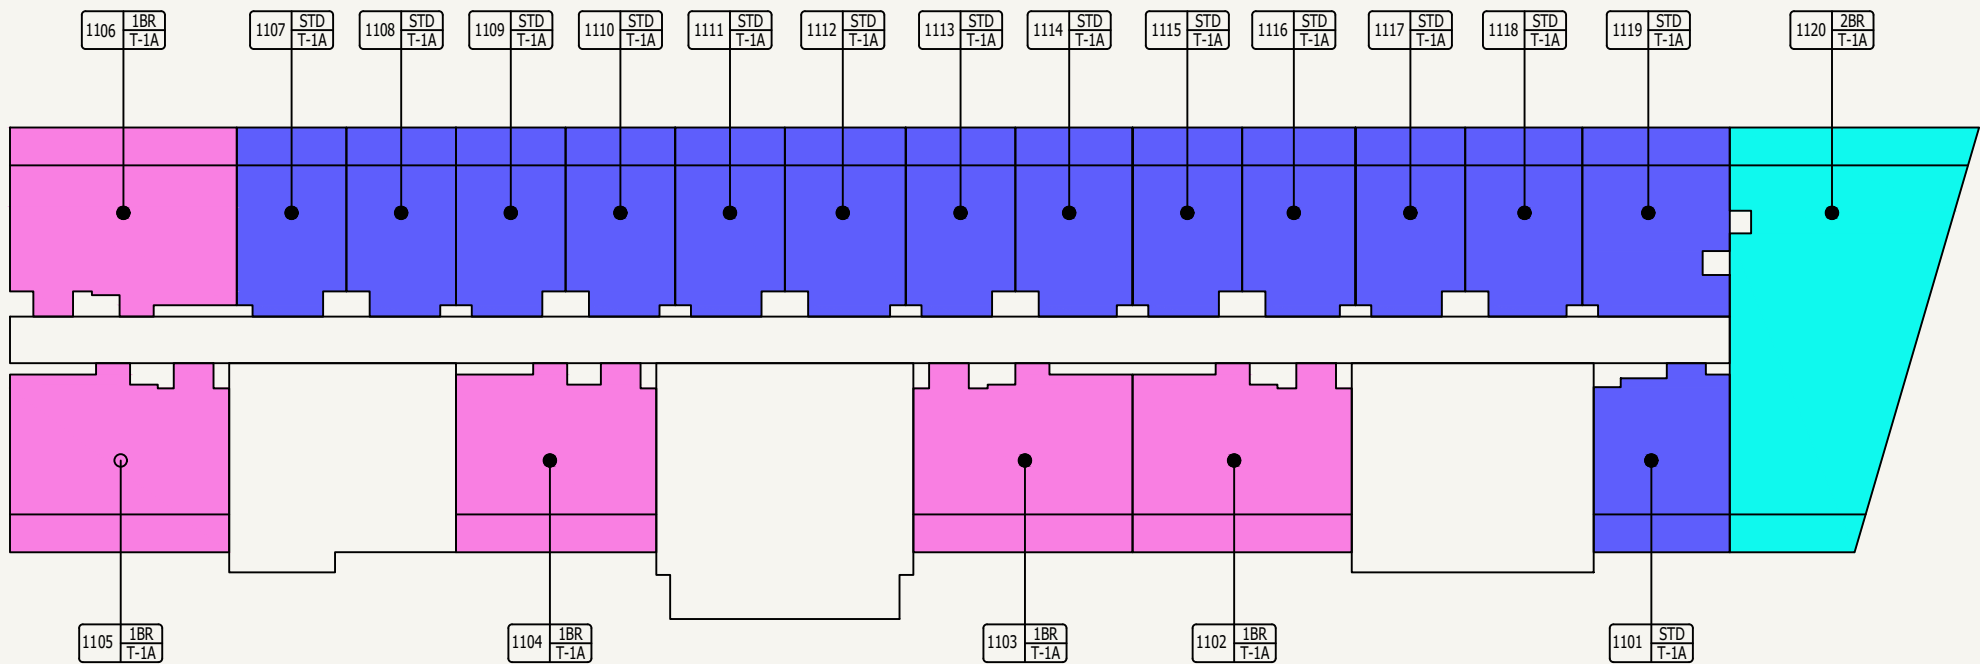 1106 1BR T-1A
1107 STD T-1A
1108 STD T-1A
1109 STD T-1A
1110 STD T-1A
1111 STD T-1A
1112 STD T-1A
1113 STD T-1A
1114 STD T-1A
1115 STD T-1A
1116 STD T-1A
1117 STD T-1A
1118 STD T-1A
1119 STD T-1A
1120 2BR T-1A
1105 1BR T-1A
1104 1BR T-1A
1103 1BR T-1A
1102 1BR T-1A
1101 STD T-1A